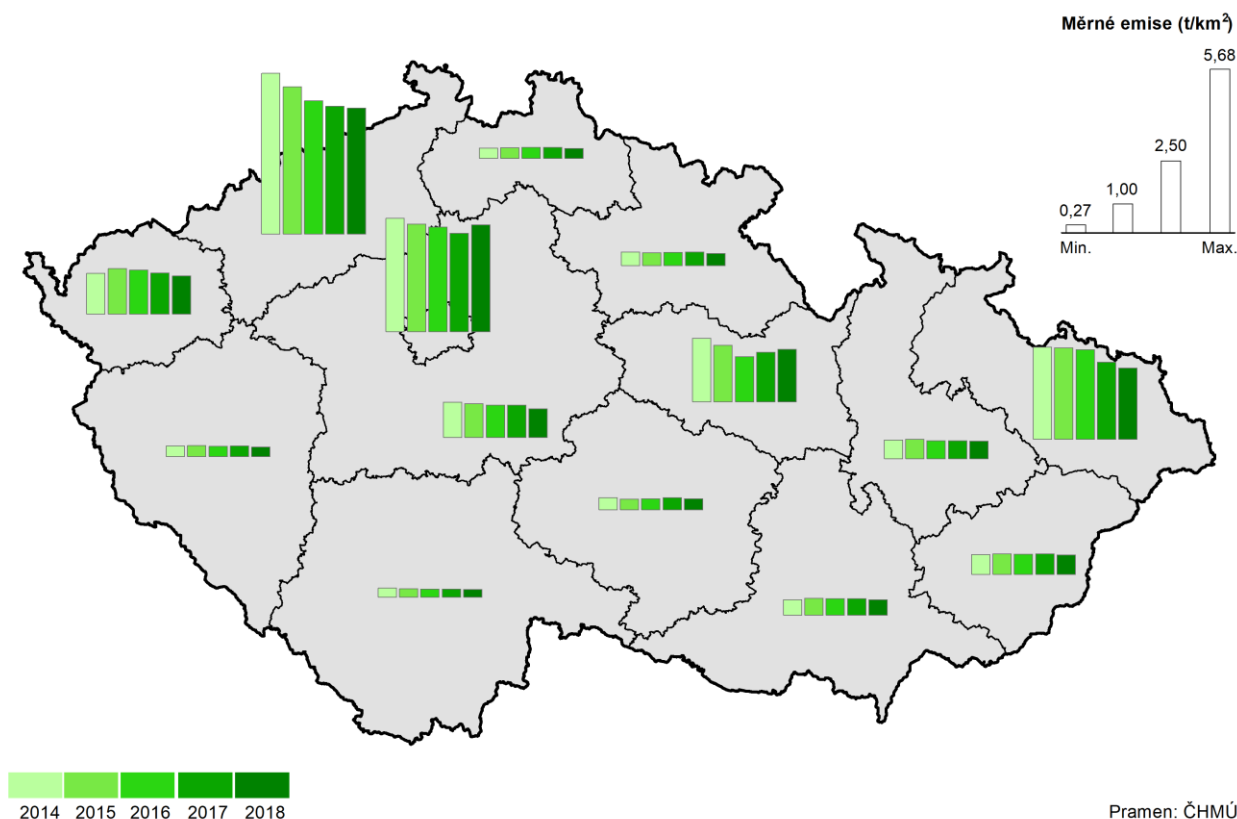 Měrné emise (t/km²)
5,68
2,50
1,00
0,27
Min.
Max.
2014 2015 2016 2017 2018
Pramen: ČHMÚ